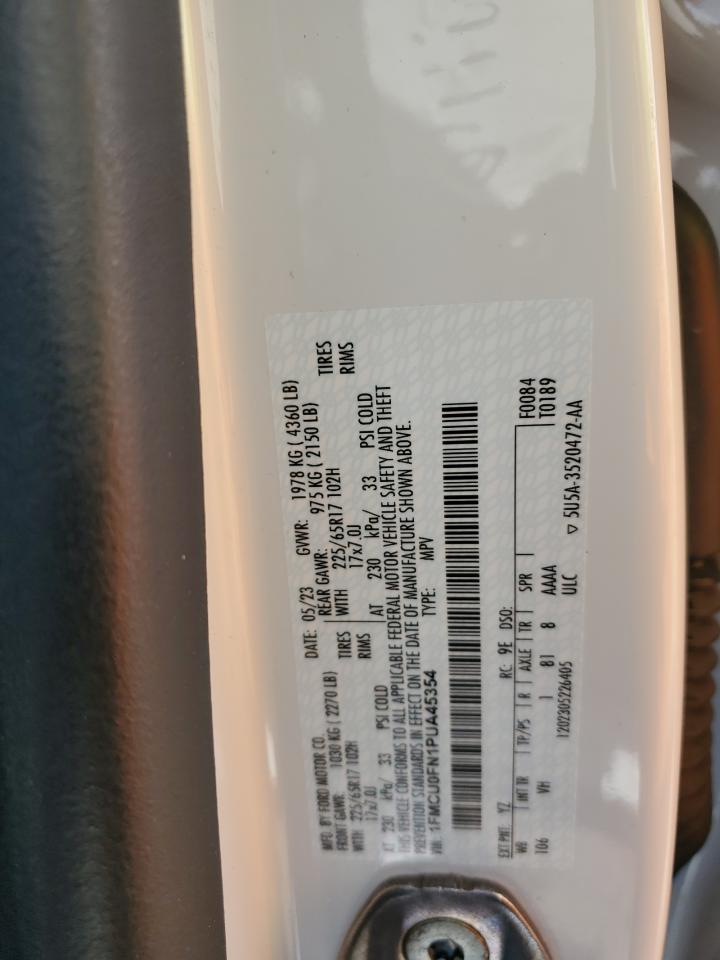 MFD. BY FORD MOTOR CO. DATE: 05/23 GVWR: 1978 KG ( 4360 LB)
FRONT GAWR: 1030 KG ( 2270 LB) REAR GAWR: 975 KG ( 2150 LB)
WITH 225/65R17 102H TIRES WITH 225/65R17 102H TIRES
17x7.0J RIMS 17x7.0J RIMS
AT 230 kPa/ 33 PSI COLD AT 230 kPa/ 33 PSI COLD
THIS VEHICLE CONFORMS TO ALL APPLICABLE FEDERAL MOTOR VEHICLE SAFETY AND THEFT
PREVENTION STANDARDS IN EFFECT ON THE DATE OF MANUFACTURE SHOWN ABOVE.
VIN: 1FMCU0FN1PUA45354 TYPE: MPV
EXT PNT: YZ RC: 9E DSO: F0084
WB INT TR TP/PS R AXLE TR SPR T0189
106 VH I 81 8 AAAA
1202305226405 ULC ▽ 5U5A-3520472-AA